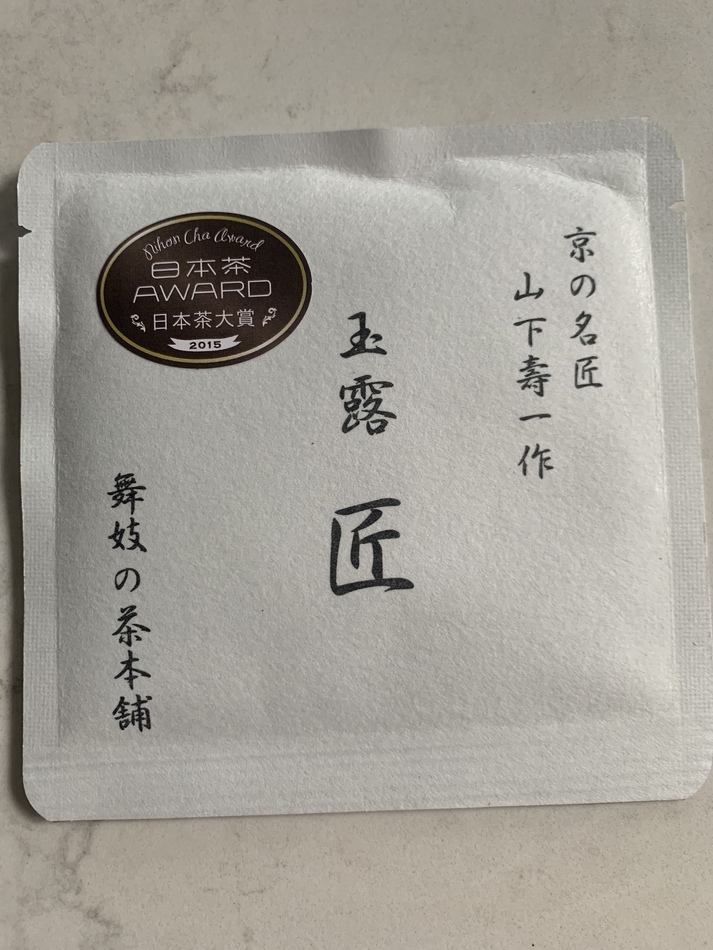 京の名匠
山下壽一作
玉露 匠
舞妓の茶本舗
Nihon Cha Award
日本茶
AWARD
日本茶大賞
2015